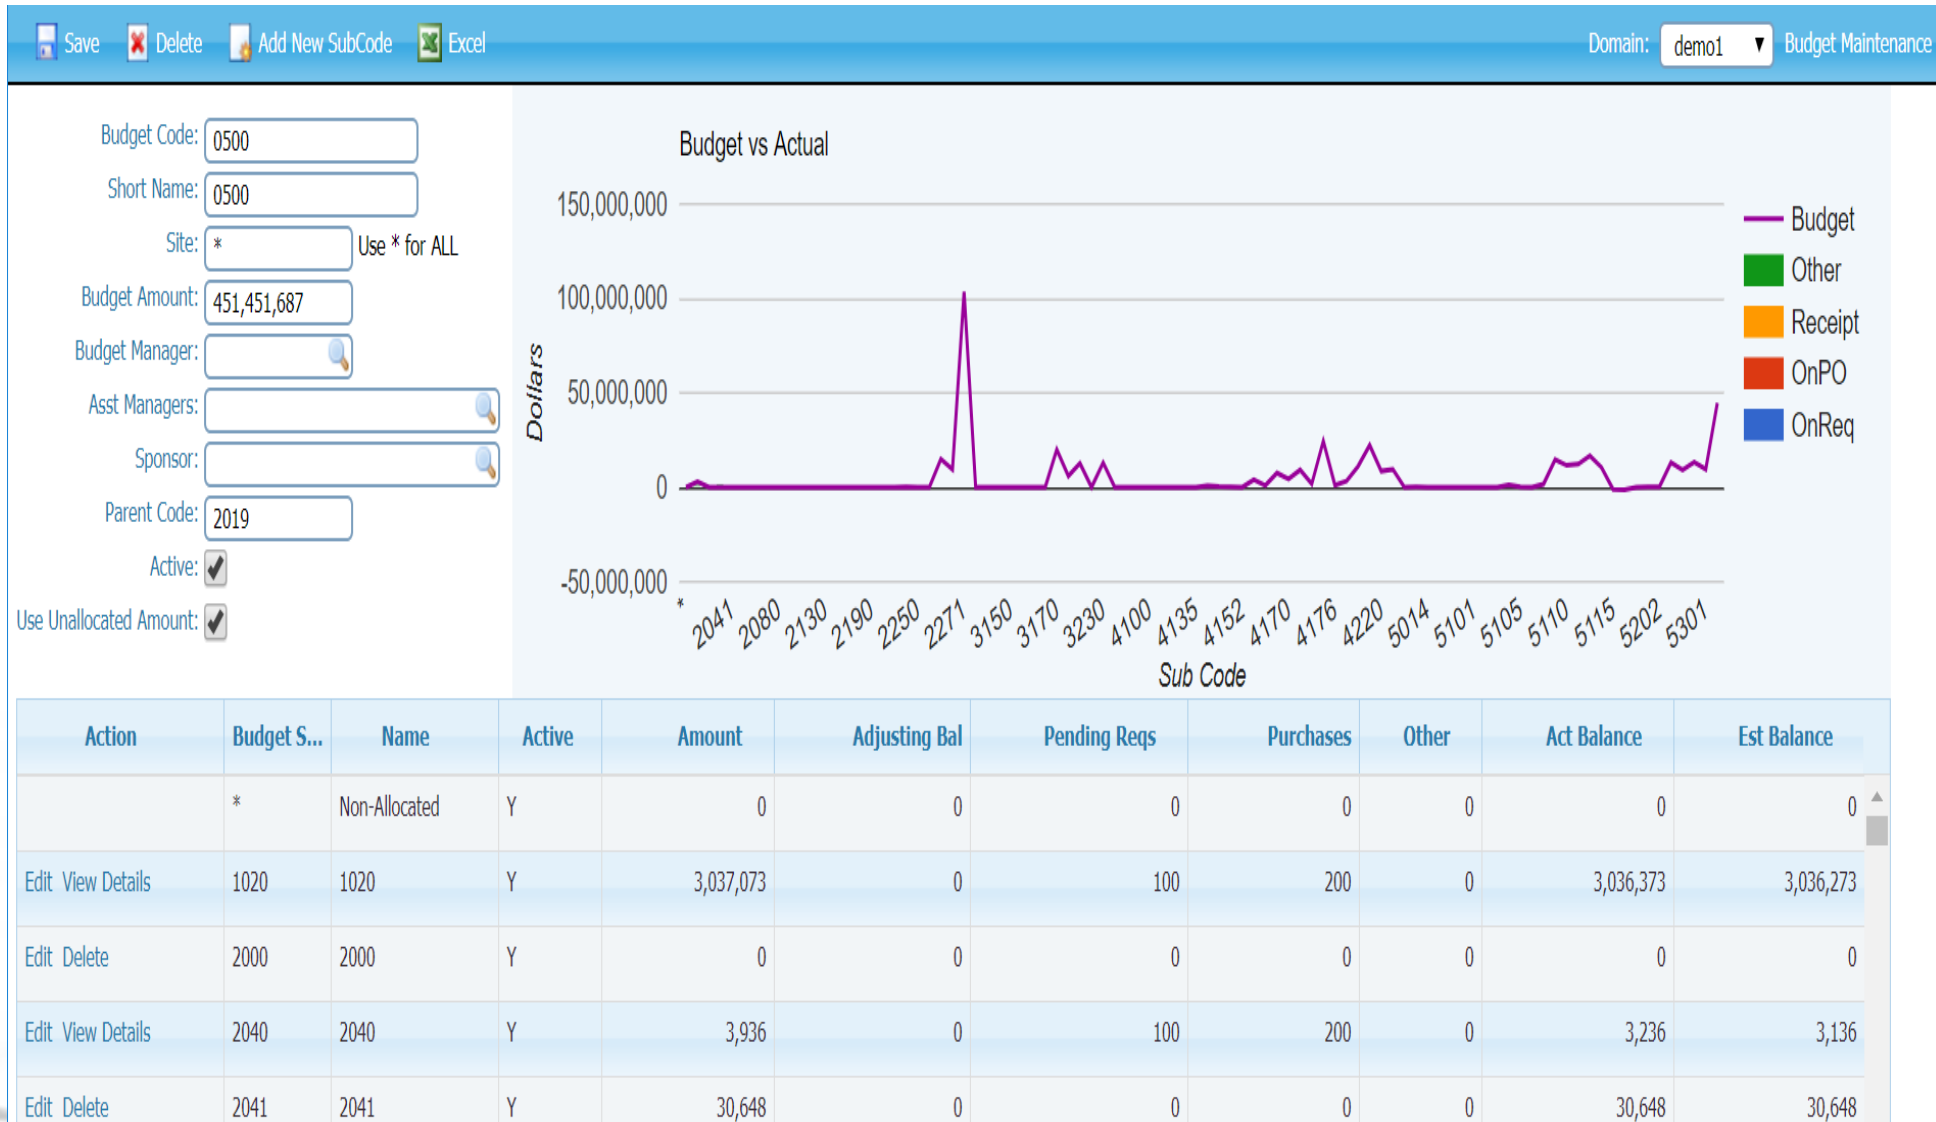 Save Delete Add New SubCode Excel Domain: demo1 Budget Maintenance
Budget Code: 0500
Short Name: 0500
Site: * Use * for ALL
Budget Amount: 451,451,687
Budget Manager:
Asst Managers:
Sponsor:
Parent Code: 2019
Active:
Use Unallocated Amount:
Budget vs Actual
Dollars
150,000,000
100,000,000
50,000,000
0
-50,000,000
* 2041 2080 2130 2190 2250 2271 3150 3170 3230 4100 4135 4152 4170 4176 4220 5014 5101 5105 5110 5115 5202 5301
Sub Code
Budget
Other
Receipt
OnPO
OnReq
Action Budget S... Name Active Amount Adjusting Bal Pending Reqs Purchases Other Act Balance Est Balance
* Non-Allocated Y 0 0 0 0 0 0 0
Edit View Details 1020 1020 Y 3,037,073 0 100 200 0 3,036,373 3,036,273
Edit Delete 2000 2000 Y 0 0 0 0 0 0 0
Edit View Details 2040 2040 Y 3,936 0 100 200 0 3,236 3,136
Edit Delete 2041 2041 Y 30,648 0 0 0 0 30,648 30,648